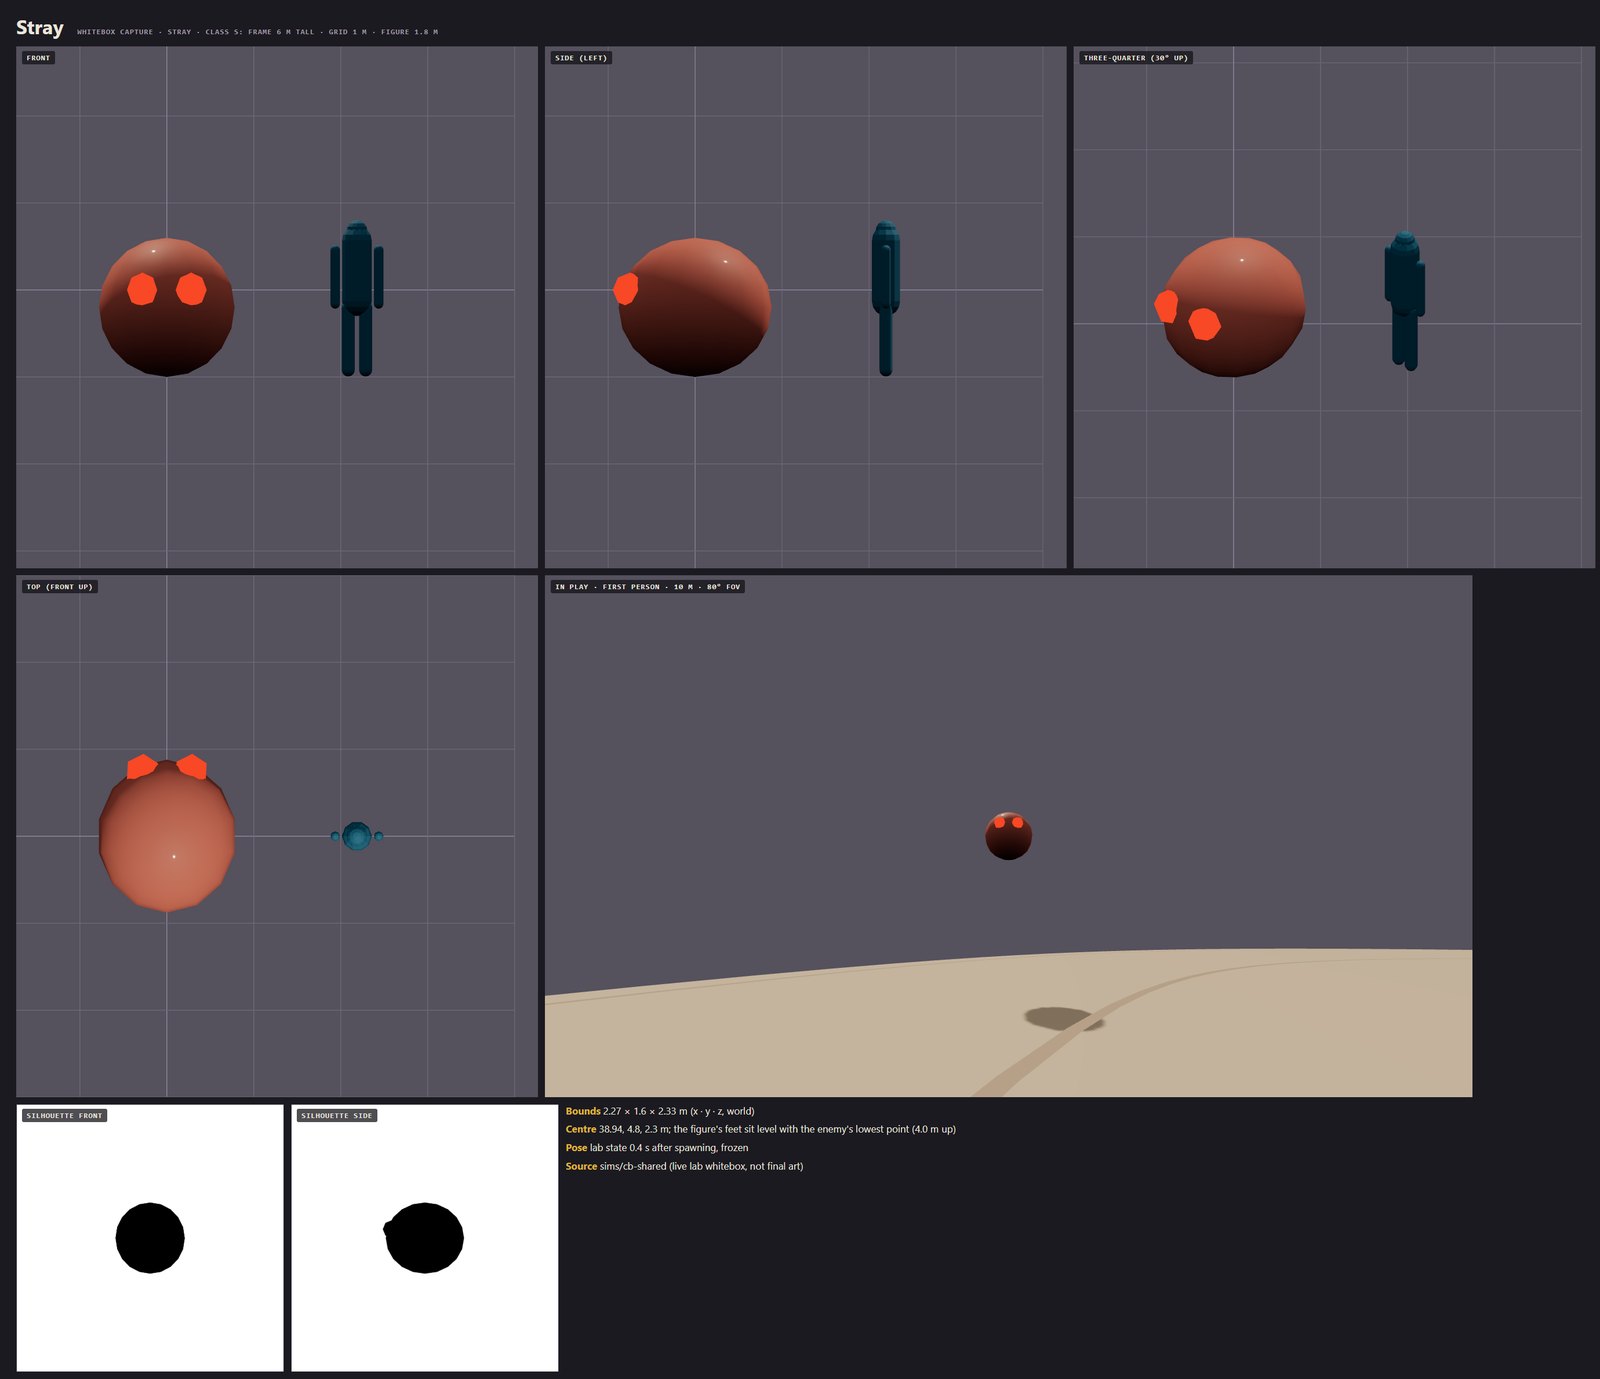 Stray WHITEBOX CAPTURE · STRAY · CLASS S: FRAME 6 M TALL · GRID 1 M · FIGURE 1.8 M
FRONT
SIDE (LEFT)
THREE-QUARTER (30° UP)
TOP (FRONT UP)
IN PLAY · FIRST PERSON · 10 M · 80° FOV
SILHOUETTE FRONT
SILHOUETTE SIDE
Bounds 2.27 × 1.6 × 2.33 m (x · y · z, world)
Centre 38.94, 4.8, 2.3 m; the figure's feet sit level with the enemy's lowest point (4.0 m up)
Pose lab state 0.4 s after spawning, frozen
Source sims/cb-shared (live lab whitebox, not final art)